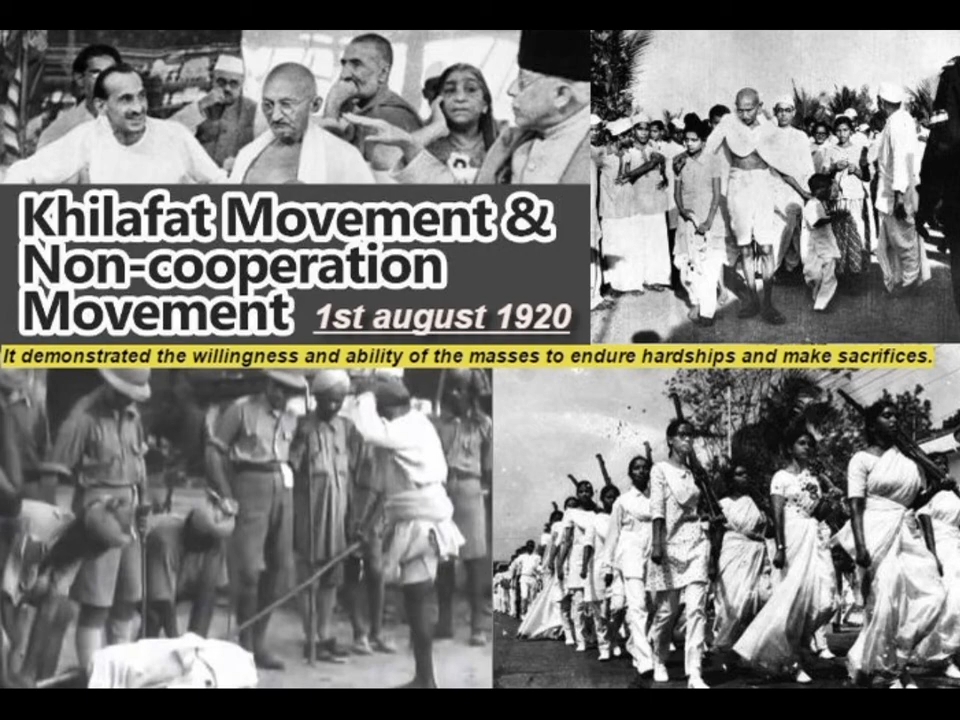 Khilafat Movement &
Non-cooperation
Movement 1st august 1920
It demonstrated the willingness and ability of the masses to endure hardships and make sacrifices.